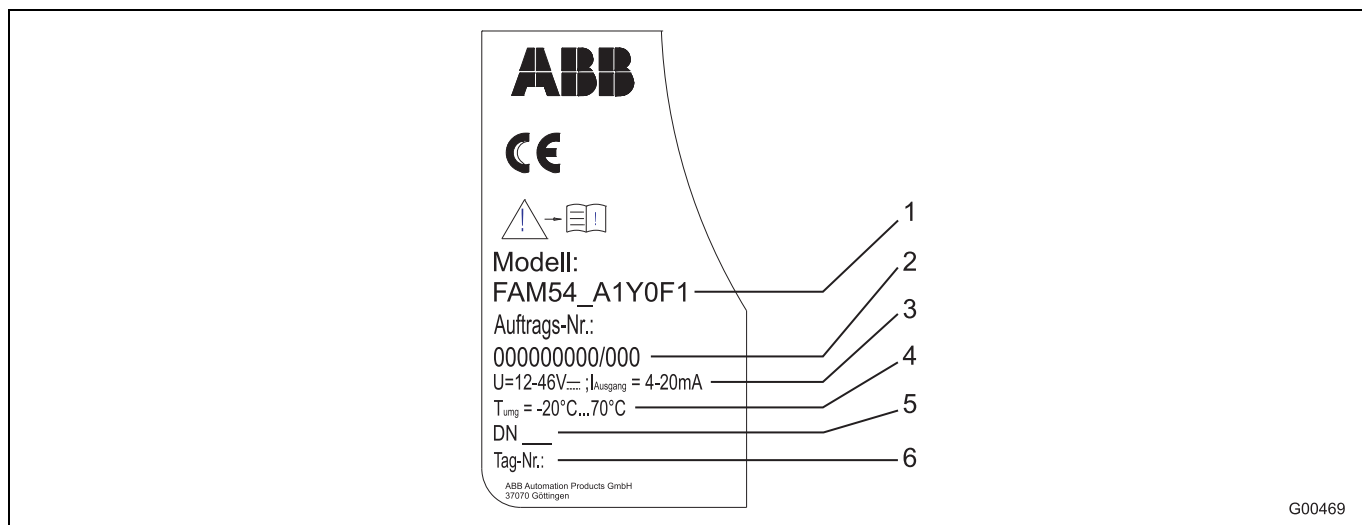 ABB
CE
!
!
Modell:
FAM54_A1Y0F1
Auftrags-Nr.:
000000000/000
U=12-46V⎓ ;IAusgang = 4-20mA
Tumg = -20°C...70°C
DN ___
Tag-Nr.:
ABB Automation Products GmbH
37070 Göttingen
1
2
3
4
5
6
G00469